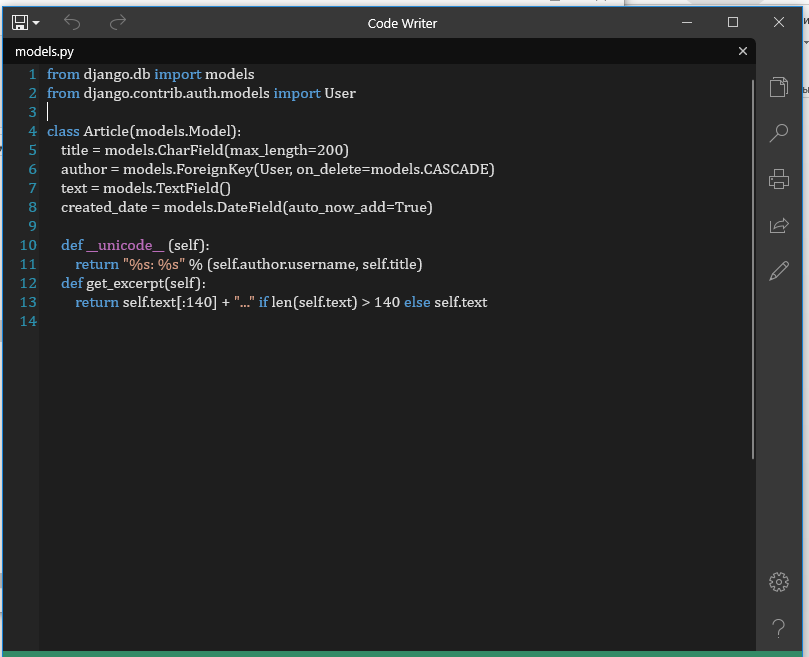 Code Writer
models.py
1 from django.db import models
2 from django.contrib.auth.models import User
3
4 class Article(models.Model):
5     title = models.CharField(max_length=200)
6     author = models.ForeignKey(User, on_delete=models.CASCADE)
7     text = models.TextField()
8     created_date = models.DateField(auto_now_add=True)
9
10     def __unicode__ (self):
11         return "%s: %s" % (self.author.username, self.title)
12     def get_excerpt(self):
13         return self.text[:140] + "..." if len(self.text) > 140 else self.text
14